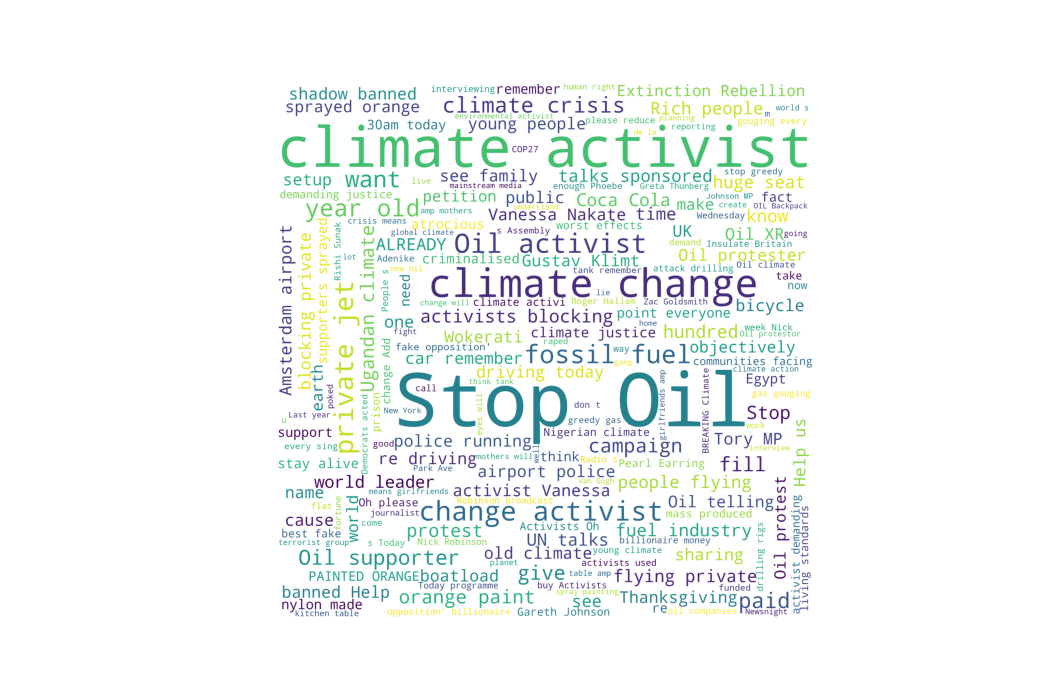 shadow banned
interviewing
remember
human right
Extinction Rebellion
sprayed orange
climate crisis
Rich people
m
world s
environmental activist
please reduce
planning
gouging every
30am today
young people
reporting
de la
climate activist
COP27
setup want
live
see family
talks sponsored
stop greedy
mainstream media
enough Phoebe
Greta Thunberg
huge seat
demanding justice
petition
public
Coca Cola
make
Johnson MP
fact
create
OIL Backpack
year old
amp mothers
understand
Vanessa Nakate
time
Wednesday
know
crisis means
atrocious
s Assembly
worst effects
UK
Oil XR
going
global climate
ALREADY
Oil activist
demand
Insulate Britain
Adenike
criminalised
Gustav Klimt
Oil protester
lot
new oil
tank remember
attack drilling
Oil climate
Amsterdam airport
blocking private
supporters sprayed
Rishi Sunak
private jet
Ugandan climate
People s
need
climate change
take
now
lie
change will
climate activi
Roger Hallam
Zac Goldsmith
bicycle
earth
change Add
one
activists blocking
point everyone
home
fight
Wokerati
climate justice
hundred
week Nick
Oil protestor
fake opposition'
raped
way
objectively
car remember
fossil fuel
communities facing
gang
climate action
driving today
Egypt
think tank
gas gouging
poked
prison
call
Stop Oil
girlfriends amp
BREAKING Climate
don t
Last year
New York
greedy gas
Stop
u
work
support
good
Nigerian climate
eyes will
well
Democrats acted
police running
campaign
Tory MP
interview
Help us
every sing
re driving
mothers will
think
Radio s
Pearl Earring
fill
stay alive
Park Ave
airport police
people flying
world leader
means girlfriends
Van Gogh
name
flat
fortune
Oh please
activist Vanessa
Robinson broadcast
Oil telling
mass produced
Oil protest
activist demanding
living standards
drilling rigs
cause
world
journalist
come
change activist
best fake
protest
Activists Oh
fuel industry
billionaire money
terrorist group
s Today
Nick Robinson
UN talks
Oil supporter
old climate
young climate
sharing
planet
activists used
PAINTED ORANGE
boatload
give
table amp
flying private
funded
banned Help
Today programme
buy Activists
spray painting
Thanksgiving
paid
nylon made
orange paint
see
re
kitchen table
opposition billionaire
Gareth Johnson
oil companies
Newsnight